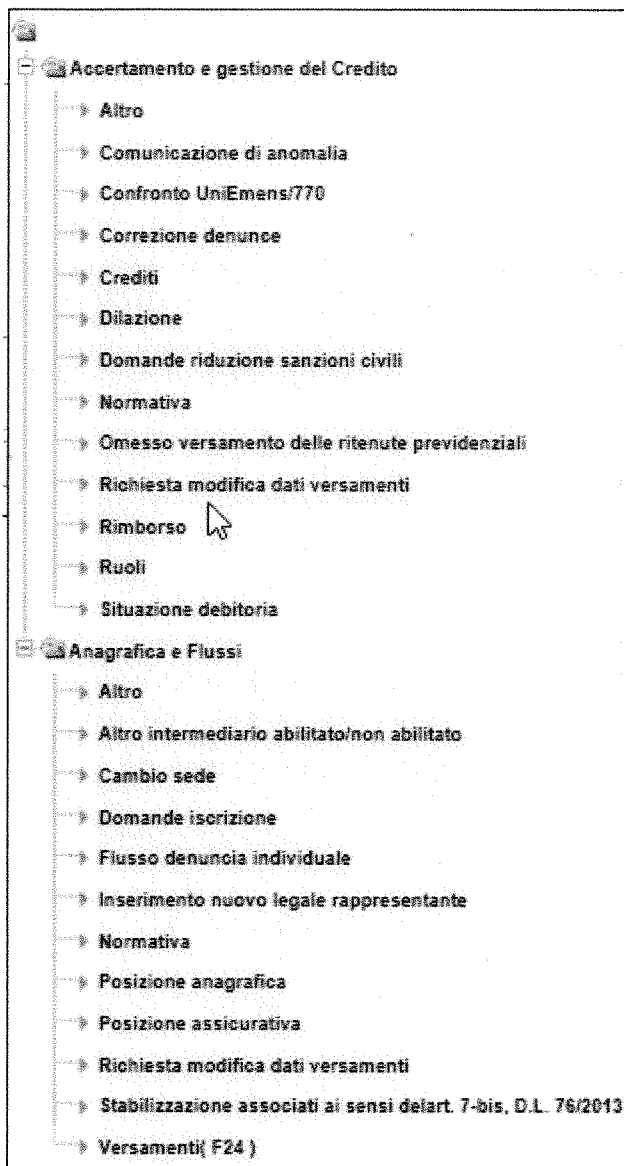 Accertamento e gestione del Credito
Altro
Comunicazione di anomalia
Confronto UniEmens/770
Correzione denunce
Crediti
Dilazione
Domande riduzione sanzioni civili
Normativa
Omesso versamento delle ritenute previdenziali
Richiesta modifica dati versamenti
Rimborso
Ruoli
Situazione debitoria
Anagrafica e Flussi
Altro
Altro intermediario abilitato/non abilitato
Cambio sede
Domande iscrizione
Flusso denuncia individuale
Inserimento nuovo legale rappresentante
Normativa
Posizione anagrafica
Posizione assicurativa
Richiesta modifica dati versamenti
Stabilizzazione associati ai sensi delart. 7-bis, D.L. 76/2013
Versamenti( F24 )